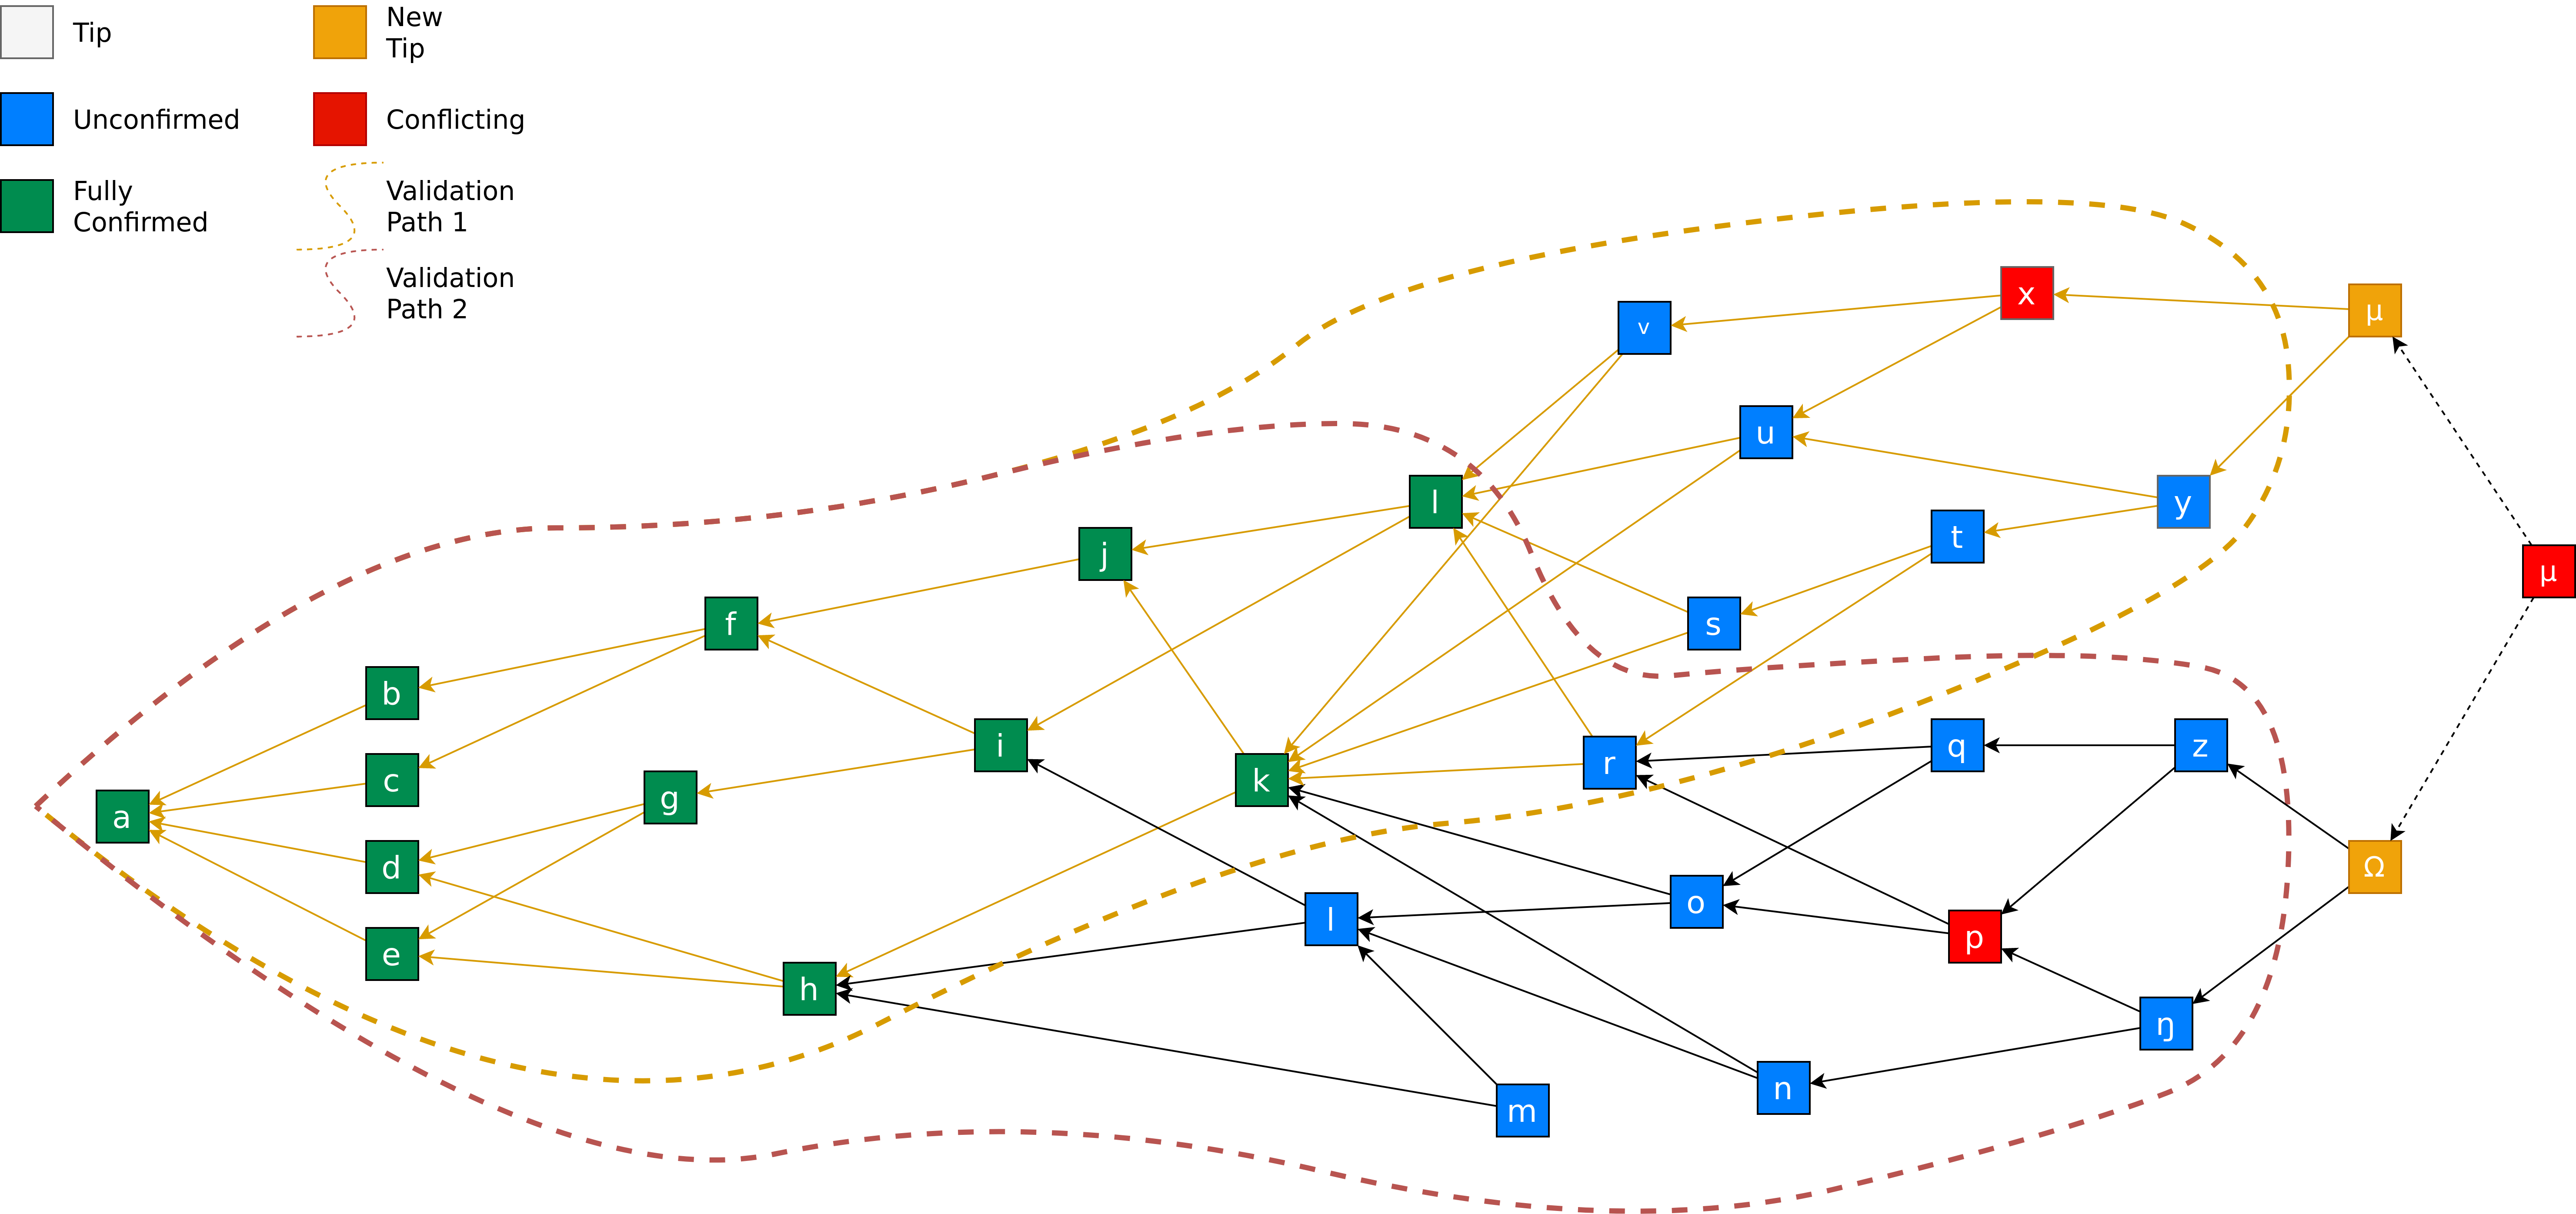 Tip
New
Tip
Unconfirmed
Conflicting
Fully
Confirmed
Validation
Path 1
Validation
Path 2
x
μ
v
u
l
y
t
j
μ
f
s
b
i
q
z
r
c
k
g
a
d
Ω
o
l
p
e
h
ŋ
n
m